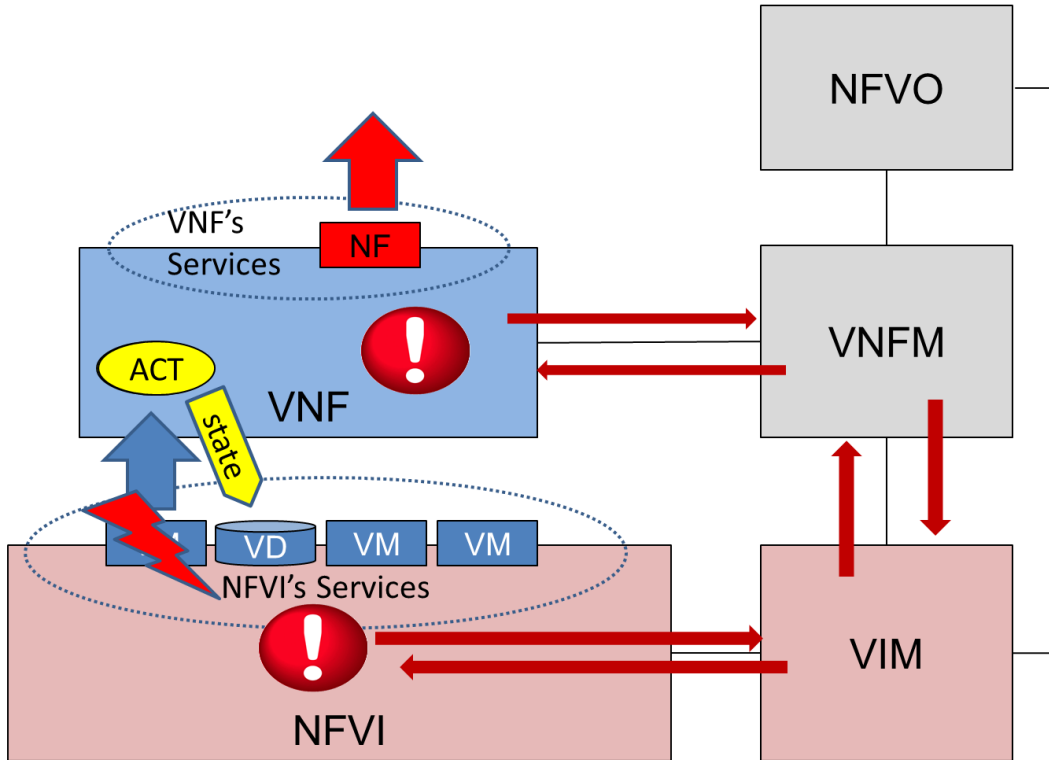 NFVO
VNF's
Services
NF
VNFM
ACT
VNF
state
VD
VM
VM
NFVI's Services
VIM
NFVI